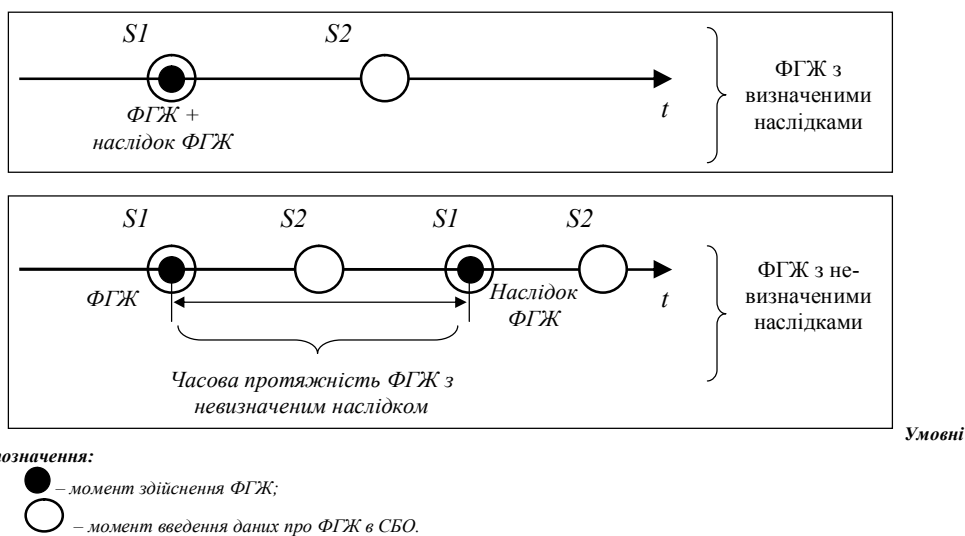 S1 S2
ФГЖ + 
наслідок ФГЖ
t
ФГЖ з
визначеними
наслідками
S1 S2 S1 S2
ФГЖ
Наслідок
ФГЖ
t
ФГЖ з не-
визначеними
наслідками
Часова протяжність ФГЖ з
невизначеним наслідком
Умовні
позначення:
– момент здійснення ФГЖ;
– момент введення даних про ФГЖ в СБО.